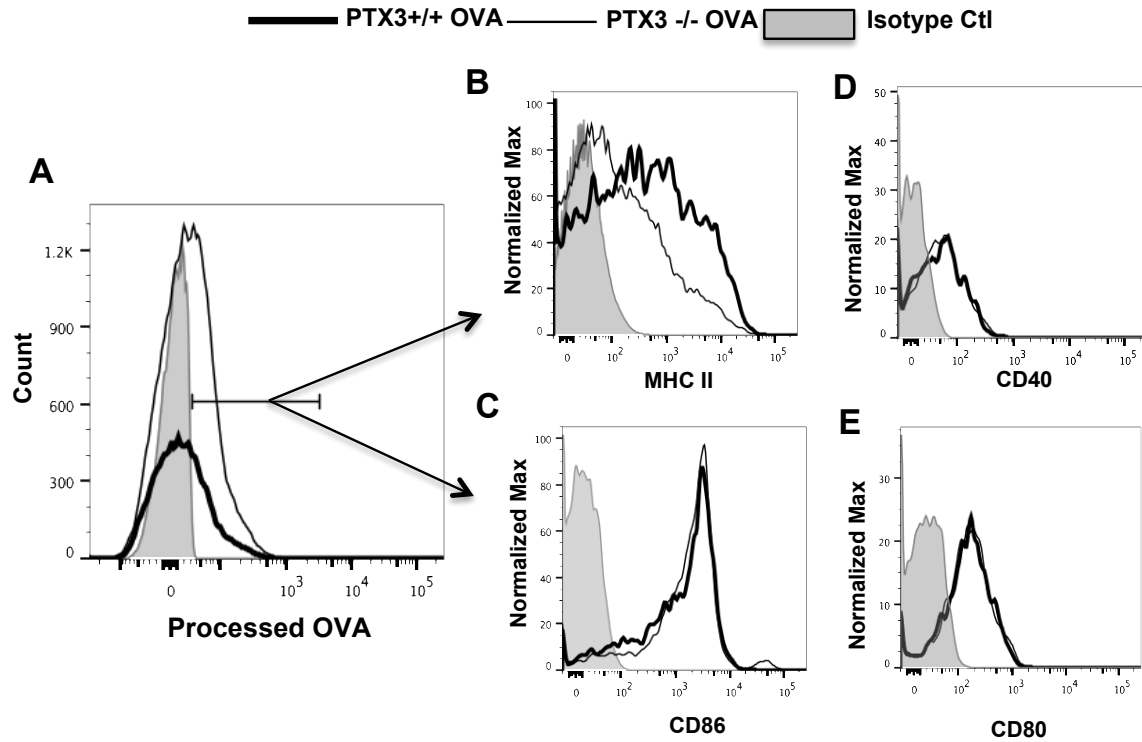 PTX3+/+ OVA PTX3 -/- OVA Isotype Ctl
A
1.2K
900
600
300
0
Count
0 10^3 10^4 10^5
Processed OVA
B
100
80
60
40
20
0
Normalized Max
0 10^2 10^3 10^4 10^5
MHC II
D
50
40
30
20
10
0
Normalized Max
0 10^2 10^3 10^4 10^5
CD40
C
100
80
60
40
20
0
Normalized Max
0 10^2 10^3 10^4 10^5
CD86
E
30
20
10
0
Normalized Max
0 10^2 10^3 10^4 10^5
CD80